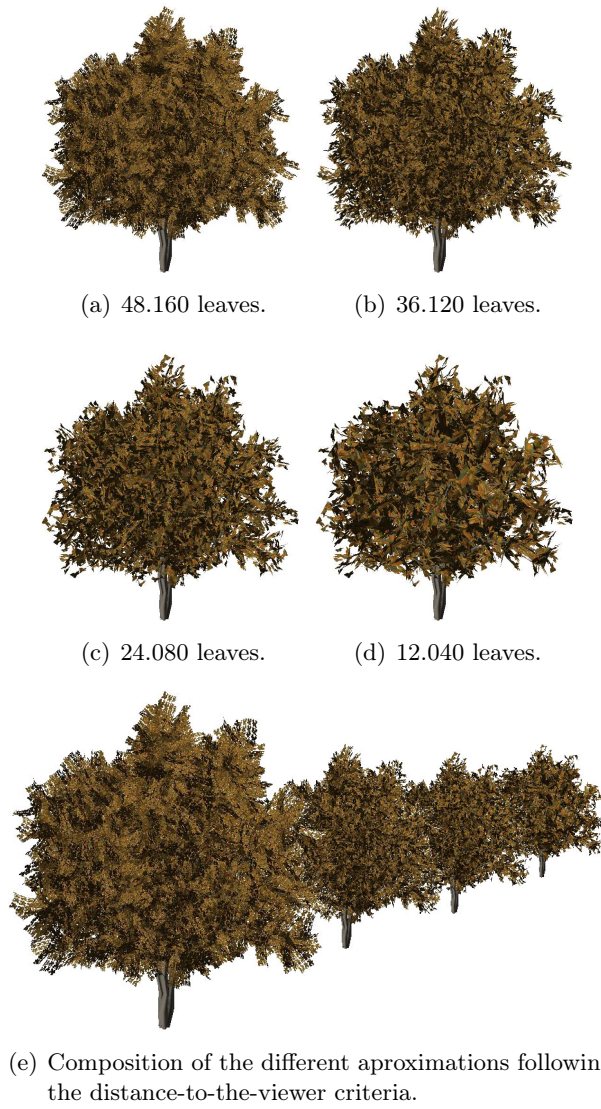 (a) 48.160 leaves.
(b) 36.120 leaves.
(c) 24.080 leaves.
(d) 12.040 leaves.
(e) Composition of the different aproximations followin
the distance-to-the-viewer criteria.